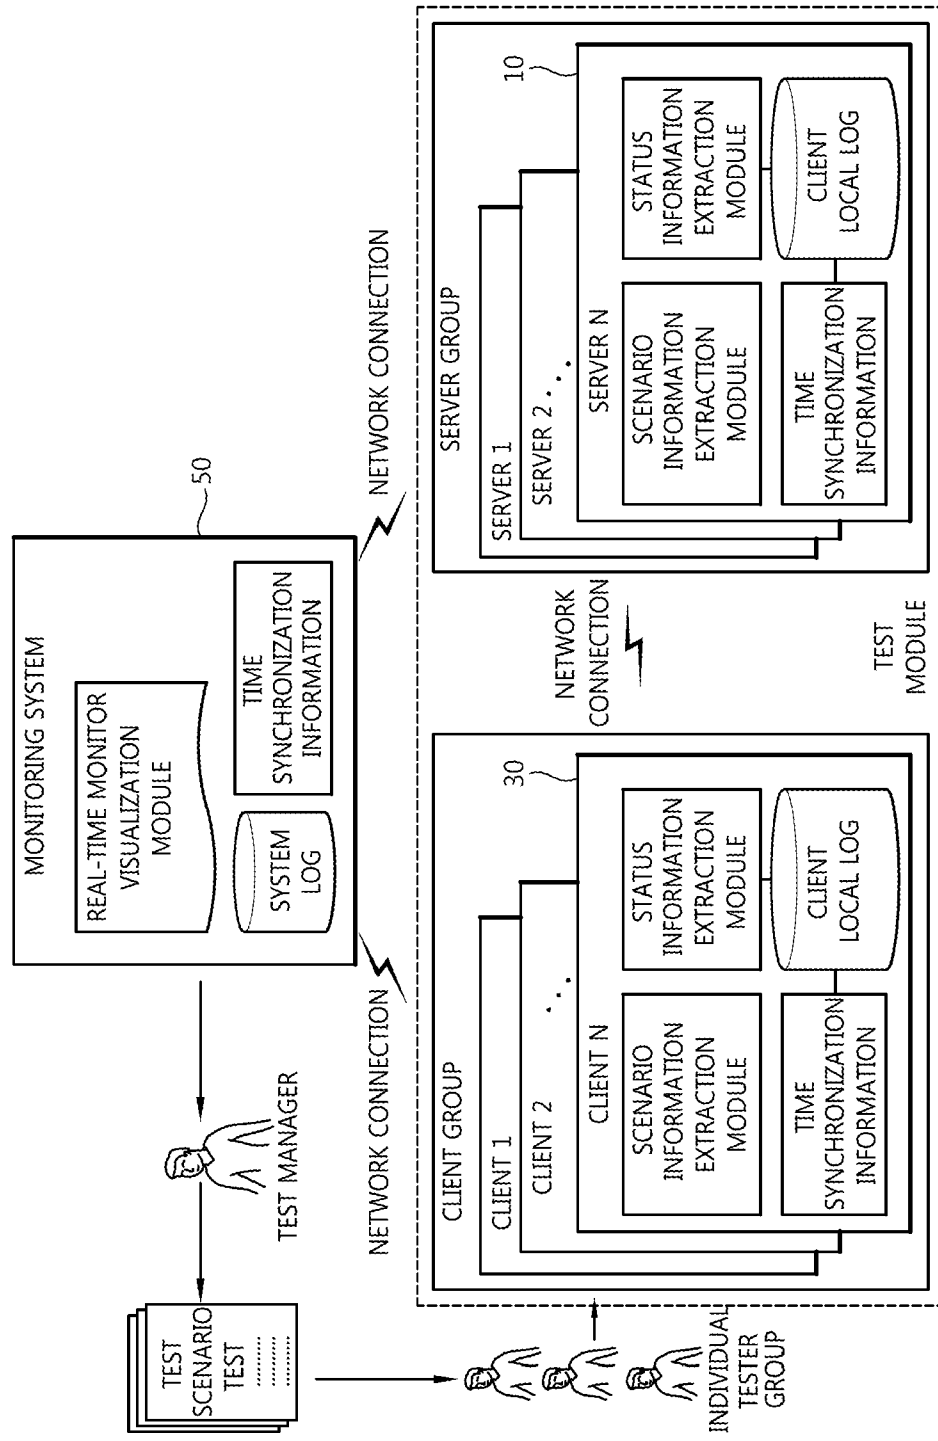 MONITORING SYSTEM
50
REAL-TIME MONITOR
VISUALIZATION
MODULE
SYSTEM
LOG
TIME
SYNCHRONIZATION
INFORMATION
TEST MANAGER
TEST
SCENARIO
TEST
..........
..........
..........
NETWORK CONNECTION
NETWORK CONNECTION
INDIVIDUAL
TESTER
GROUP
CLIENT GROUP
CLIENT 1
CLIENT 2
...
CLIENT N
30
SCENARIO
INFORMATION
EXTRACTION
MODULE
STATUS
INFORMATION
EXTRACTION
MODULE
TIME
SYNCHRONIZATION
INFORMATION
CLIENT
LOCAL LOG
NETWORK
CONNECTION
TEST
MODULE
SERVER GROUP
SERVER 1
SERVER 2
...
SERVER N
10
SCENARIO
INFORMATION
EXTRACTION
MODULE
STATUS
INFORMATION
EXTRACTION
MODULE
TIME
SYNCHRONIZATION
INFORMATION
CLIENT
LOCAL LOG